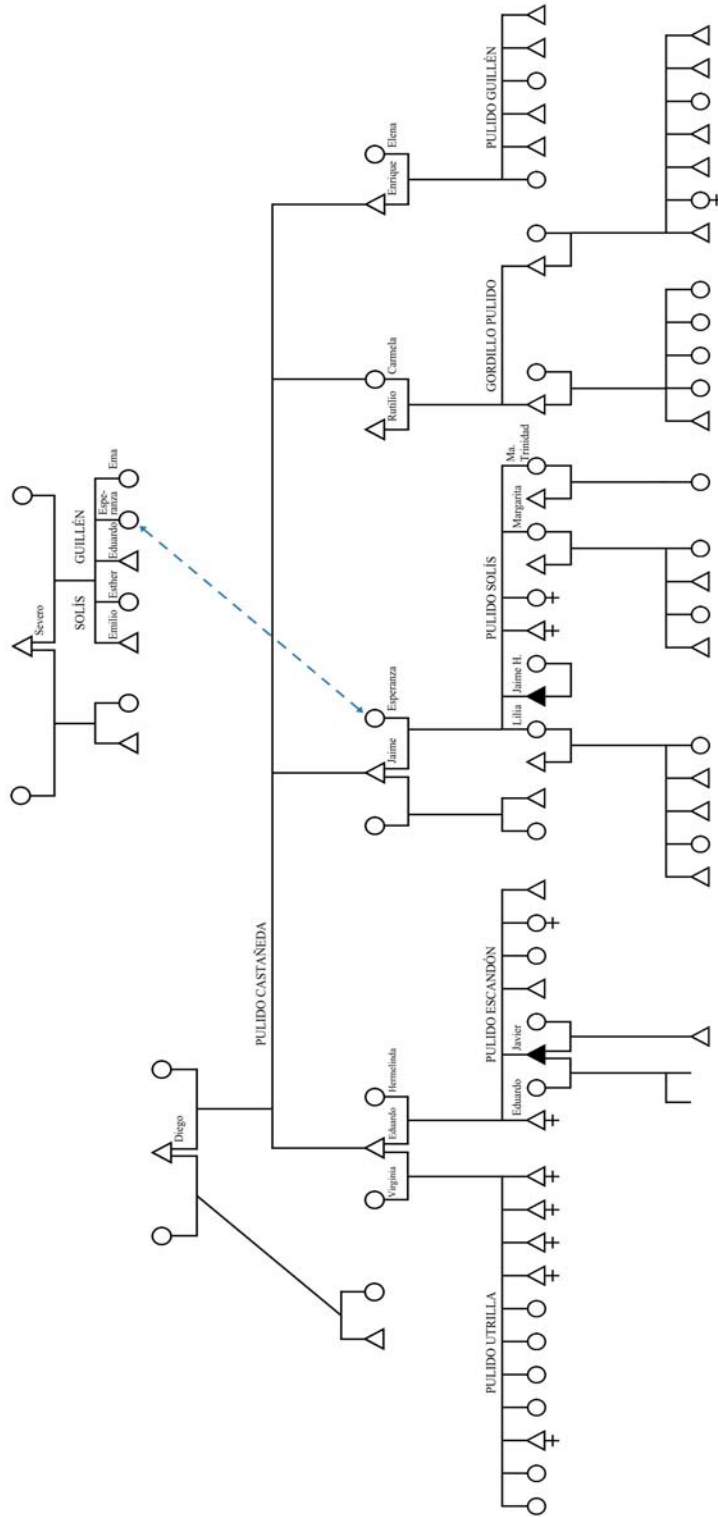 Severo
SOLÍS GUILLÉN
Emilio
Esther
Eduardo
Espe-
ranza
Ema
Diego
PULIDO CASTAÑEDA
Virginia
Eduardo
Hermelinda
Jaime
Esperanza
Rutilio
Carmela
Enrique
Elena
PULIDO UTRILLA
PULIDO ESCANDÓN
PULIDO SOLÍS
GORDILLO PULIDO
PULIDO GUILLÉN
Eduardo
Javier
Lilia
Jaime H.
Margarita
Ma.
Trinidad